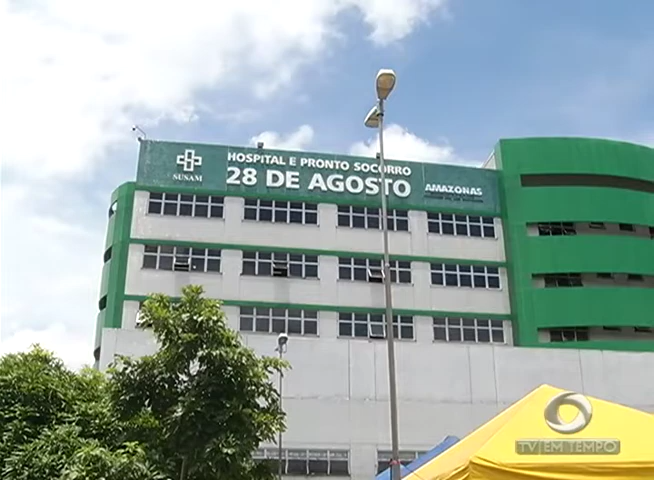 HOSPITAL E PRONTO SOCORRO
SUSAM
28 DE AGOSTO
AMAZONAS
TV EM TEMPO